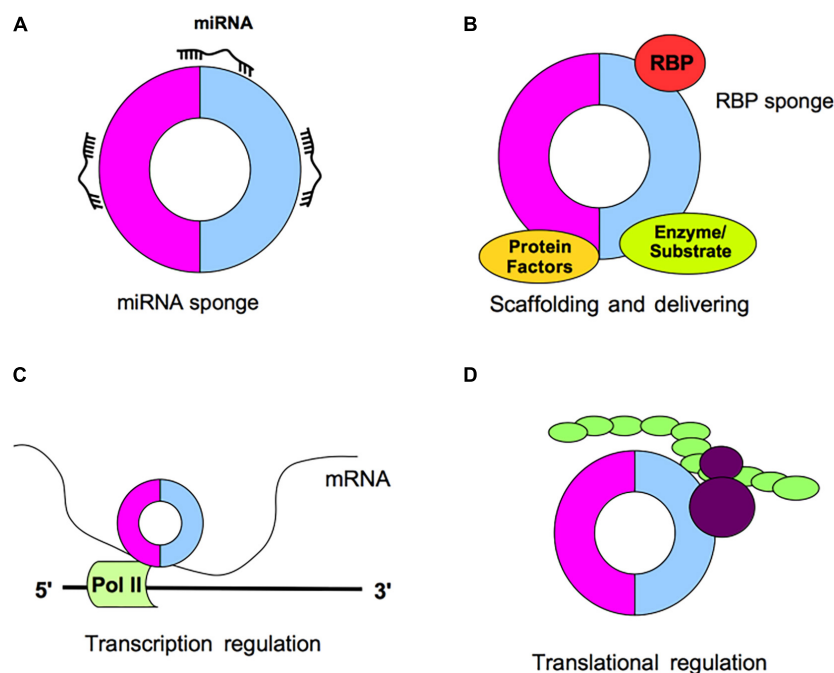 A
miRNA
miRNA sponge
B
RBP
RBP sponge
Protein
Factors
Enzyme/
Substrate
Scaffolding and delivering
C
mRNA
5' Pol II 3'
Transcription regulation
D
Translational regulation